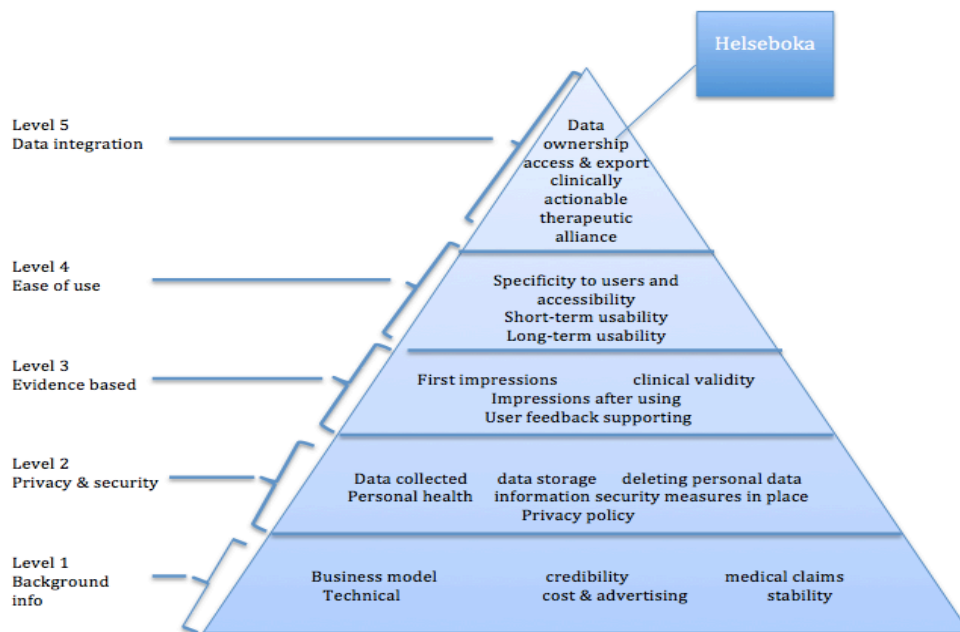 Helseboka
Level 5
Data integration
Data
ownership
access & export
clinically
actionable
therapeutic
alliance
Level 4
Ease of use
Specificity to users and
accessibility
Short-term usability
Long-term usability
Level 3
Evidence based
First impressions clinical validity
Impressions after using
User feedback supporting
Level 2
Privacy & security
Data collected data storage deleting personal data
Personal health information security measures in place
Privacy policy
Level 1
Background
info
Business model credibility medical claims
Technical cost & advertising stability